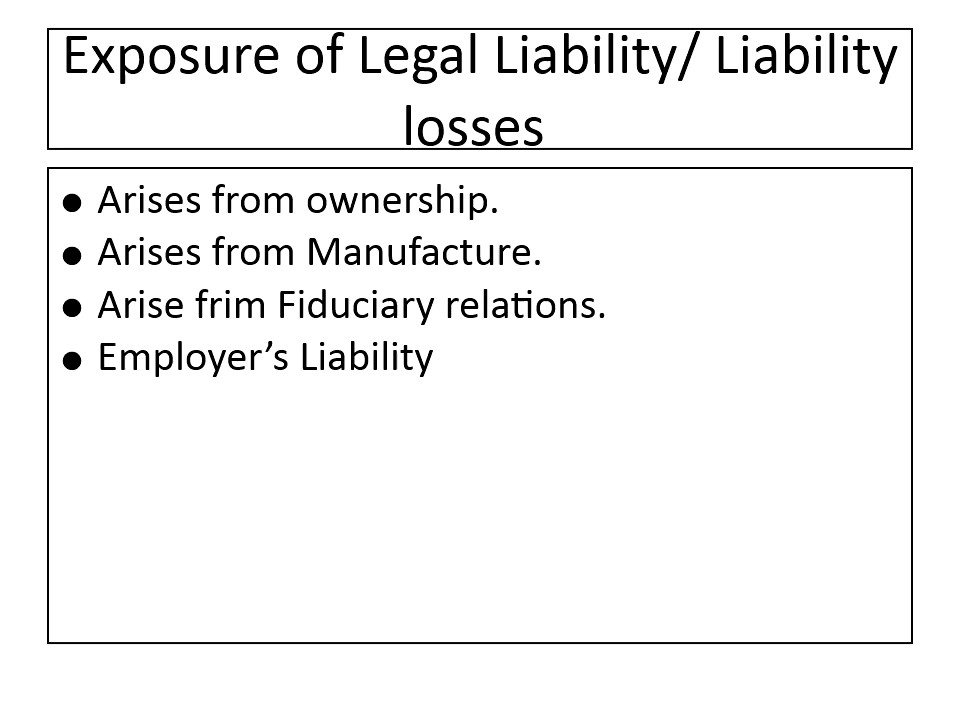 Exposure of Legal Liability/ Liability
losses
● Arises from ownership.
● Arises from Manufacture.
● Arise frim Fiduciary relations.
● Employer’s Liability